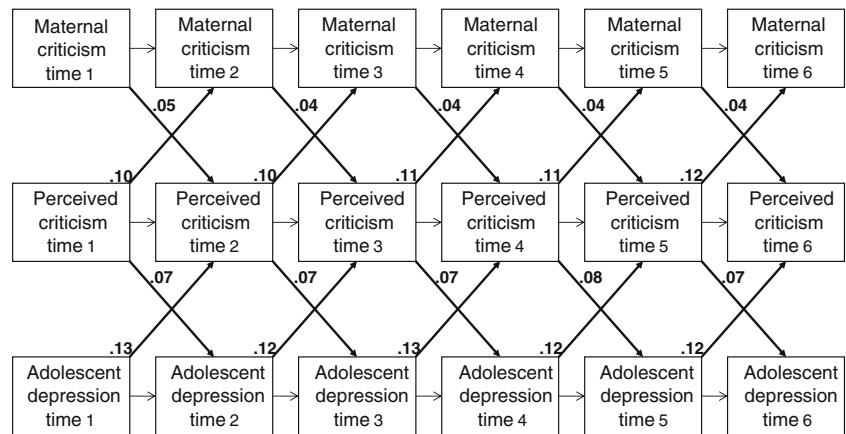 Maternal criticism time 1
Maternal criticism time 2
Maternal criticism time 3
Maternal criticism time 4
Maternal criticism time 5
Maternal criticism time 6
.05
.04
.04
.04
.04
.10
.10
.11
.11
.12
Perceived criticism time 1
Perceived criticism time 2
Perceived criticism time 3
Perceived criticism time 4
Perceived criticism time 5
Perceived criticism time 6
.07
.07
.07
.08
.07
.13
.12
.13
.12
.12
Adolescent depression time 1
Adolescent depression time 2
Adolescent depression time 3
Adolescent depression time 4
Adolescent depression time 5
Adolescent depression time 6